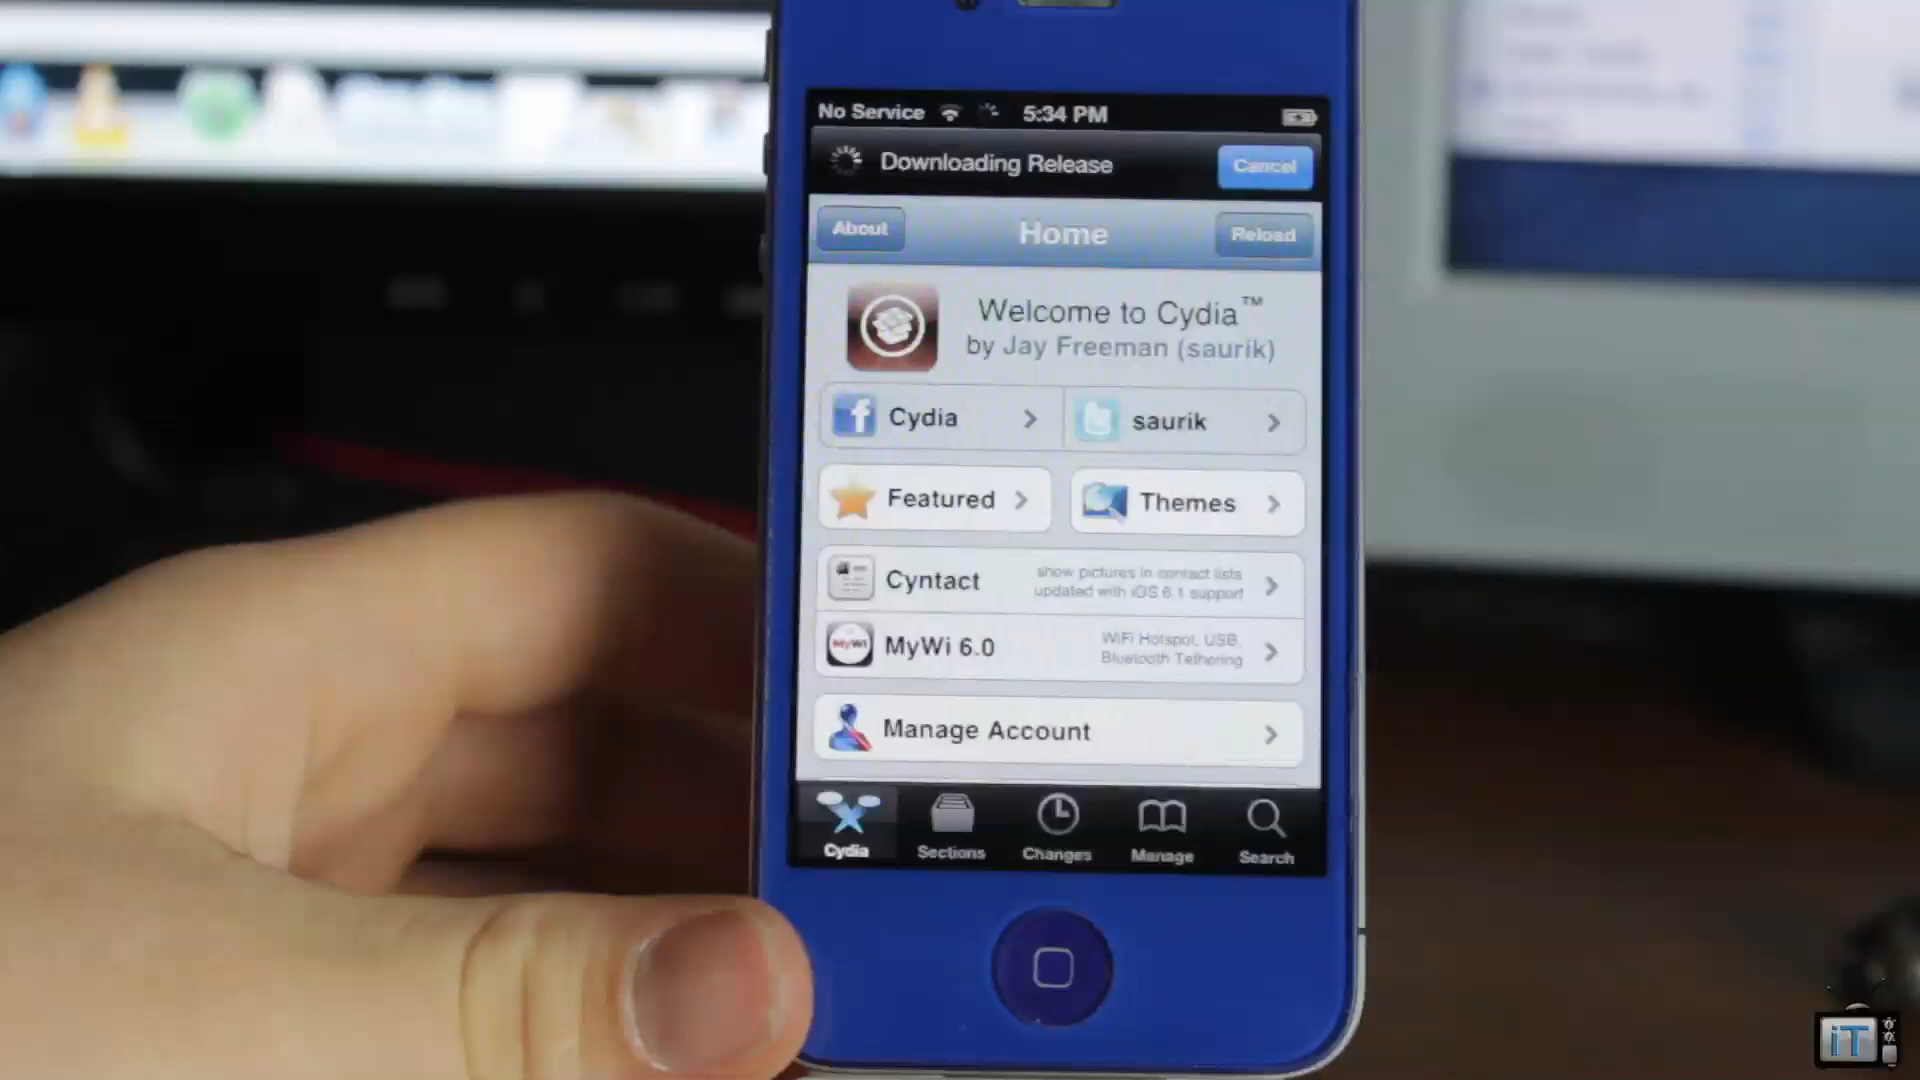 No Service 5:34 PM
Downloading Release Cancel
About Home Reload
Welcome to Cydia™
by Jay Freeman (saurik)
f Cydia t saurik
Featured Themes
Cyntact show pictures in contact lists
updated with iOS 6.1 support
MyWi MyWi 6.0 WiFi Hotspot, USB,
Bluetooth Tethering
Manage Account
Cydia Sections Changes Manage Search
iT